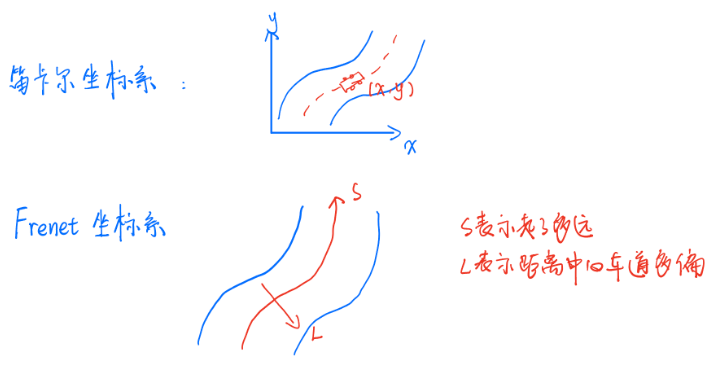 y
笛卡尔坐标系：
(x.y)
x
S
Frenet 坐标系
S表示走了多远
L表示距离中心车道多偏
L